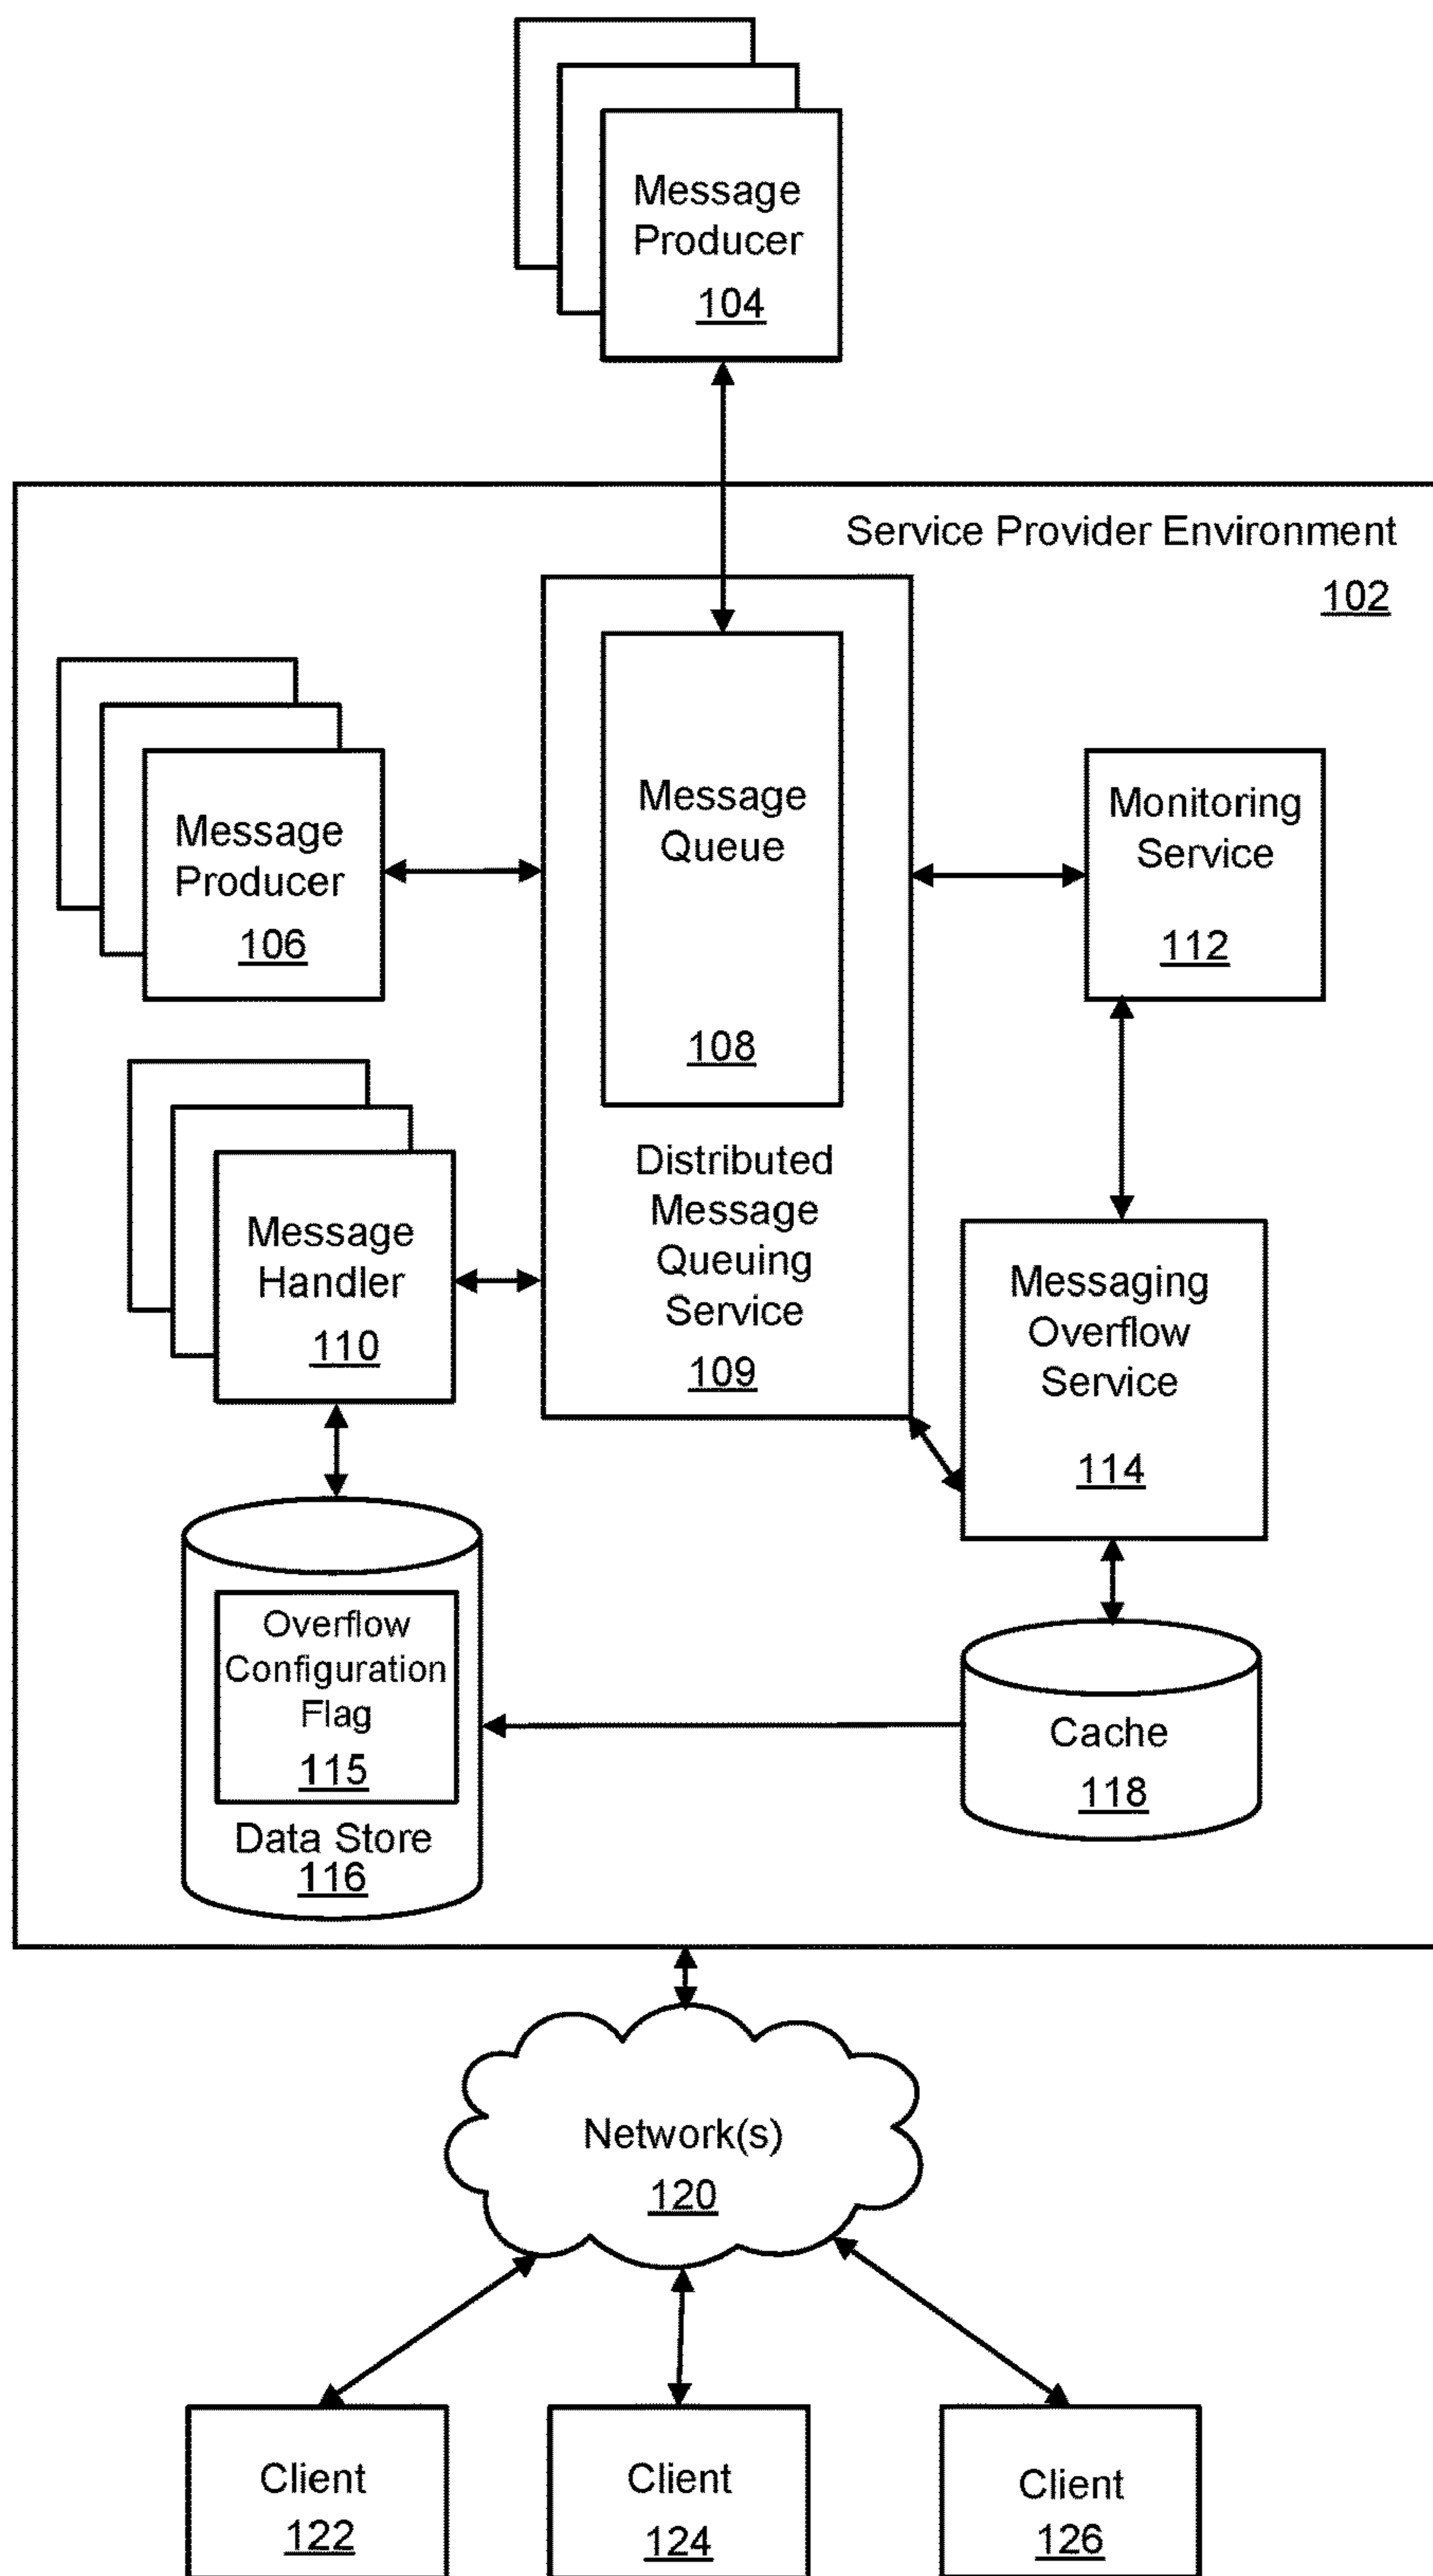 Message
Producer
104
Service Provider Environment
102
Message
Queue
108
Message
Producer
106
Monitoring
Service
112
Distributed
Message
Queuing
Service
109
Message
Handler
110
Messaging
Overflow
Service
114
Overflow
Configuration
Flag
115
Data Store
116
Cache
118
Network(s)
120
Client
122
Client
124
Client
126